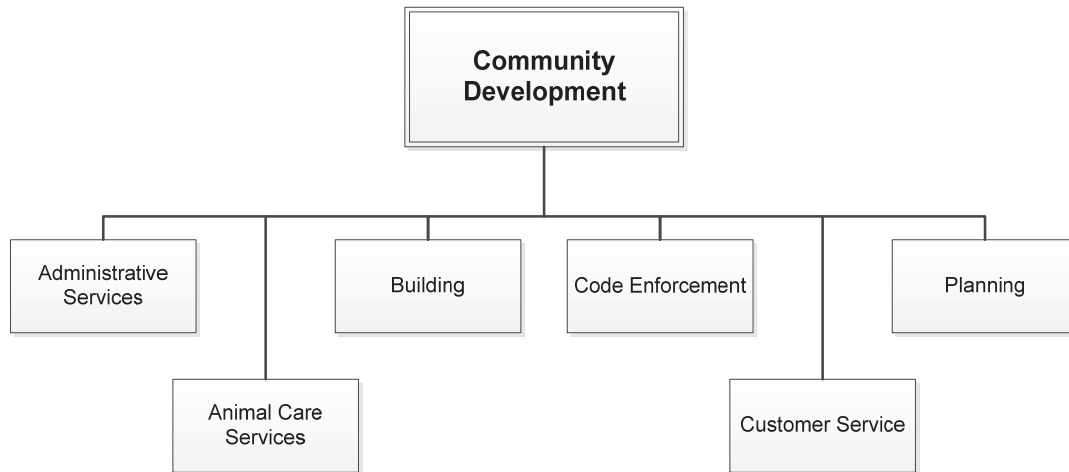 Community
Development
Administrative
Services
Building
Code Enforcement
Planning
Animal Care
Services
Customer Service